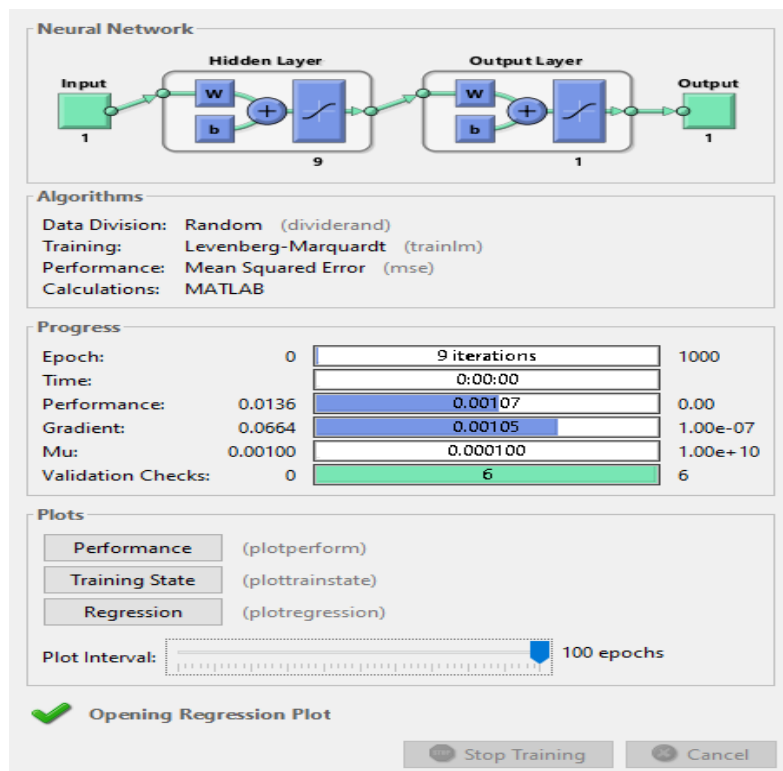 Neural Network
Hidden Layer
Output Layer
Input
Output
W
b
+
W
b
+
1
9
1
1
Algorithms
Data Division: Random (dividerand)
Training: Levenberg-Marquardt (trainlm)
Performance: Mean Squared Error (mse)
Calculations: MATLAB
Progress
Epoch: 0 9 iterations 1000
Time: 0:00:00
Performance: 0.0136 0.00107 0.00
Gradient: 0.0664 0.00105 1.00e-07
Mu: 0.00100 0.000100 1.00e+10
Validation Checks: 0 6 6
Plots
Performance (plotperform)
Training State (plottrainstate)
Regression (plotregression)
Plot Interval: 100 epochs
Opening Regression Plot
Stop Training Cancel